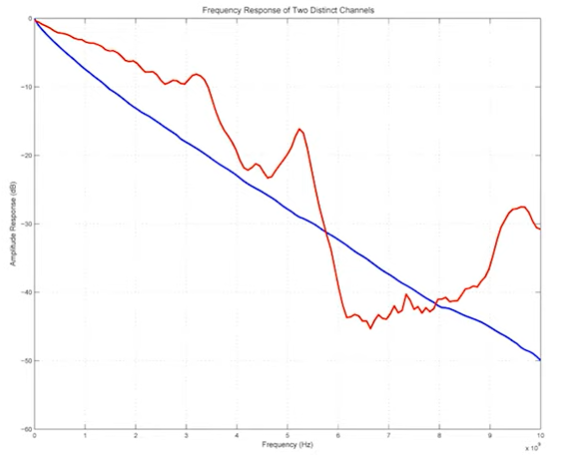 Frequency Response of Two Distinct Channels
Amplitude Response (dB)
0
-10
-20
-30
-40
-50
-60
0 1 2 3 4 5 6 7 8 9 10
Frequency (Hz)
x 10